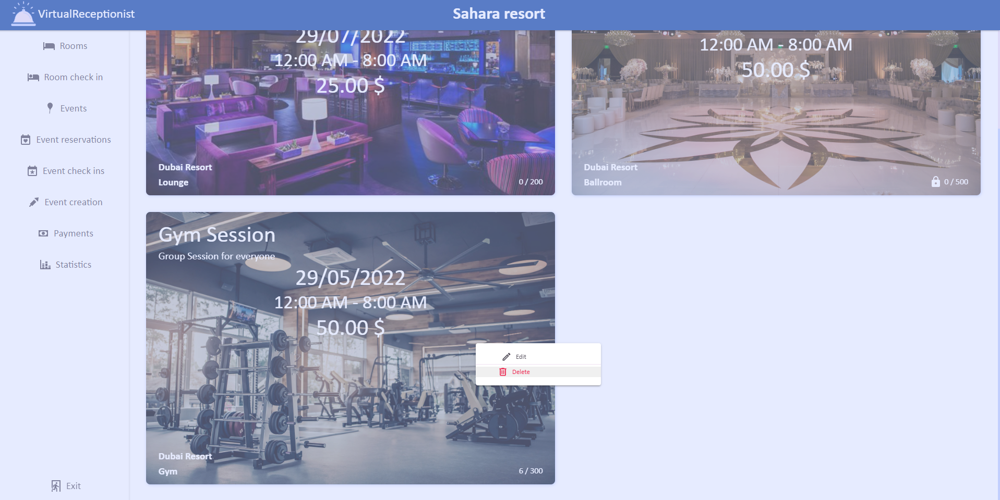 VirtualReceptionist
Sahara resort
Rooms
Room check in
Events
Event reservations
Event check ins
Event creation
Payments
Statistics
Exit
29/07/2022
12:00 AM - 8:00 AM
25.00 $
Dubai Resort
Lounge
0 / 200
12:00 AM - 8:00 AM
50.00 $
Dubai Resort
Ballroom
0 / 500
Gym Session
Group Session for everyone
29/05/2022
12:00 AM - 8:00 AM
50.00 $
Edit
Delete
Dubai Resort
Gym
6 / 300